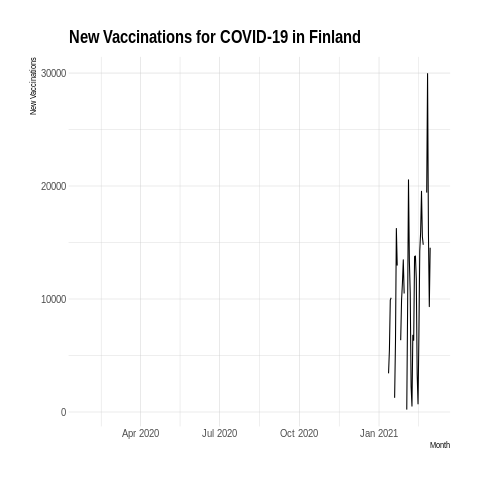 New Vaccinations for COVID-19 in Finland
New Vaccinations
30000
20000
10000
0
Apr 2020 Jul 2020 Oct 2020 Jan 2021
Month